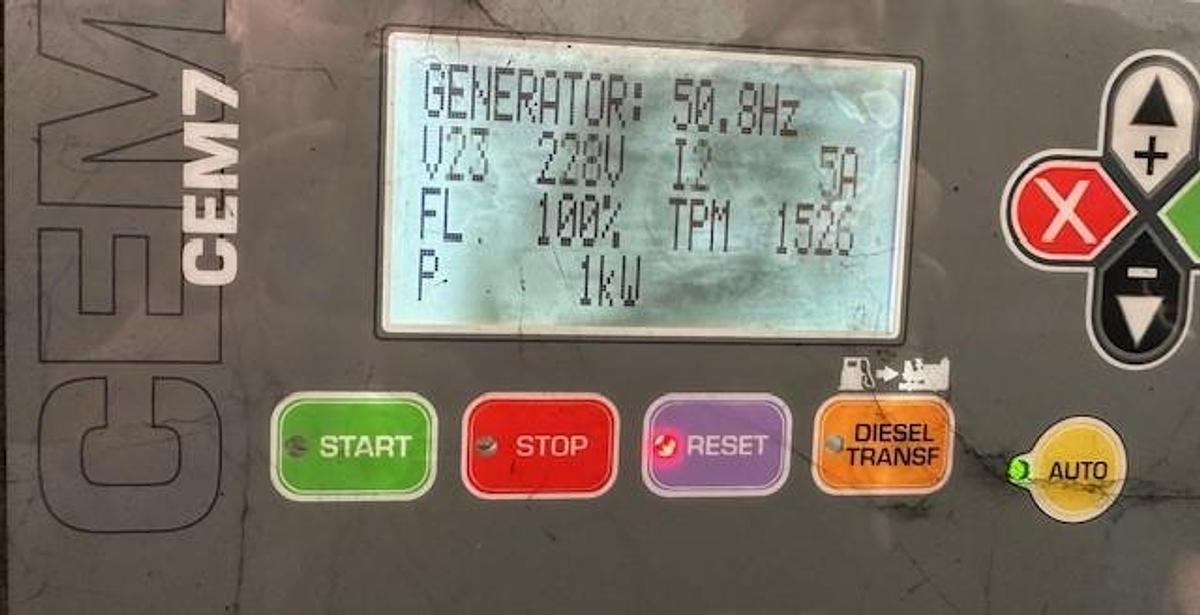 CEM
CEM7
GENERATOR: 50.8Hz
V23 228V I2 5A
FL 100% TPM 1526
P 1kW
+
X
-
START
STOP
RESET
DIESEL
TRANSF
AUTO